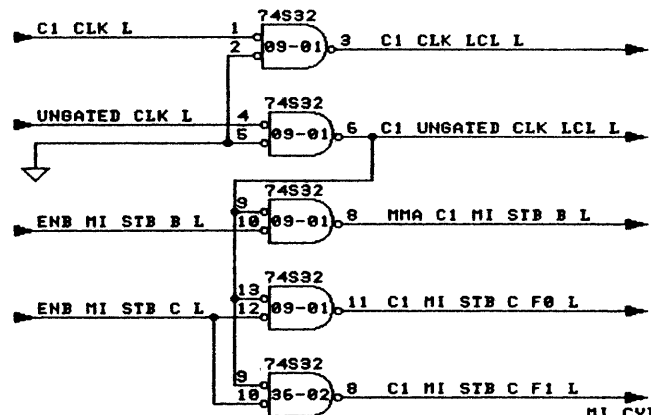 74S32
C1 CLK L 1 2 09-01 3 C1 CLK LCL L
74S32
UNGATED CLK L 4 5 09-01 6 C1 UNGATED CLK LCL L
74S32
ENB MI STB B L 9 10 09-01 8 MMA C1 MI STB B L
74S32
ENB MI STB C L 13 12 09-01 11 C1 MI STB C F0 L
74S32
9 10 36-02 8 C1 MI STB C F1 L